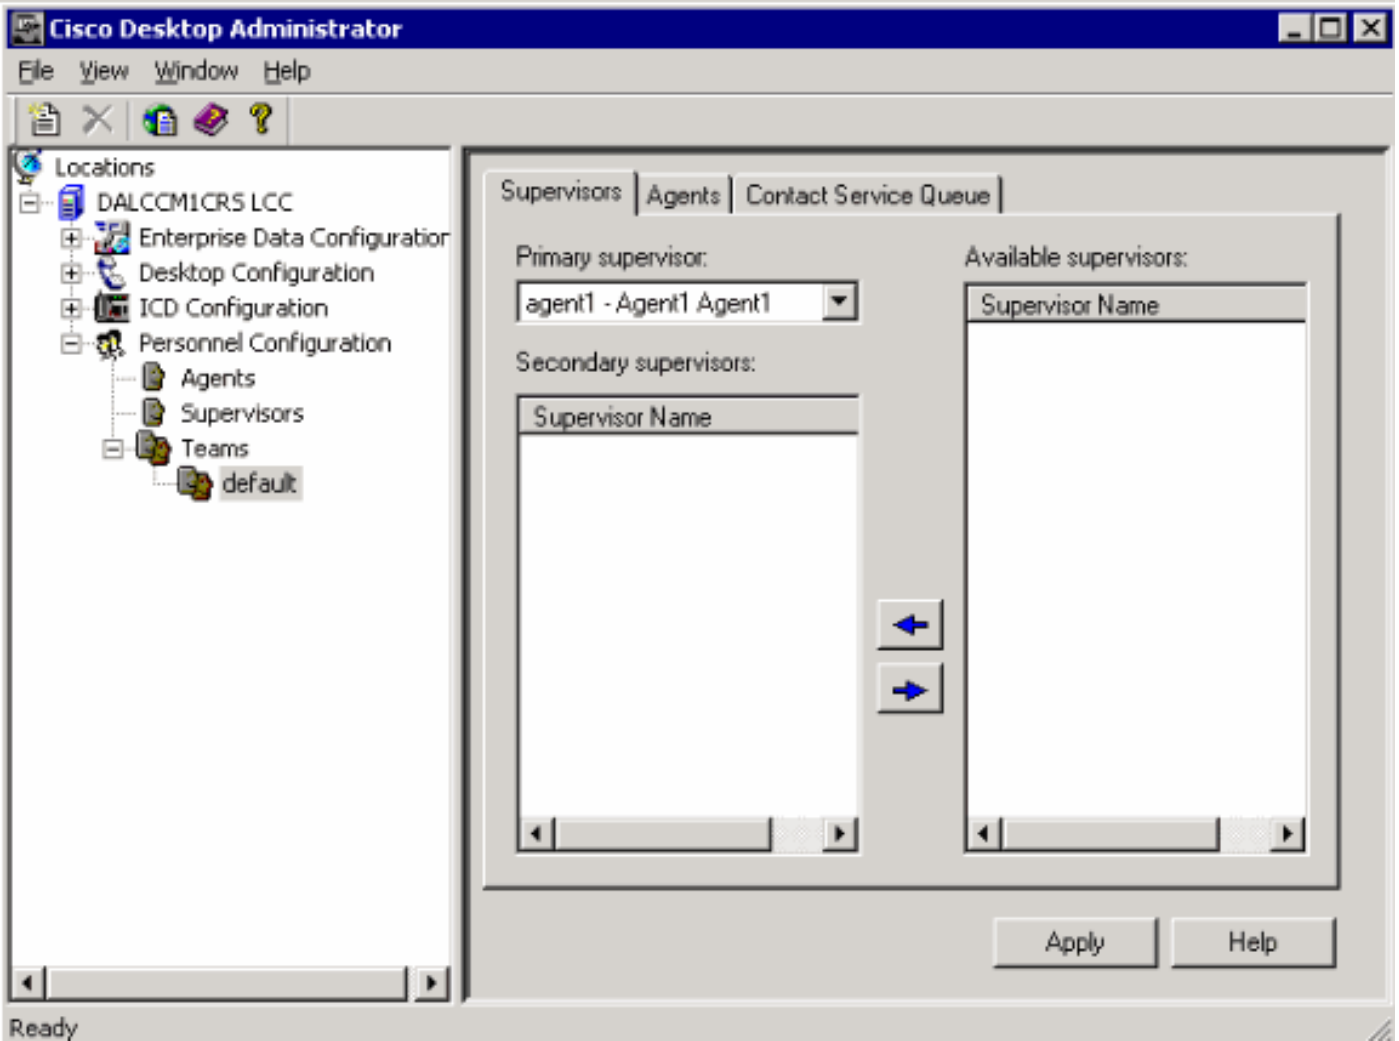 Cisco Desktop Administrator
File View Window Help
Locations
DALCCM1CRS LCC
Enterprise Data Configuration
Desktop Configuration
ICD Configuration
Personnel Configuration
Agents
Supervisors
Teams
default
Supervisors Agents Contact Service Queue
Primary supervisor:
agent1 - Agent1 Agent1
Secondary supervisors:
Supervisor Name
Available supervisors:
Supervisor Name
Apply Help
Ready